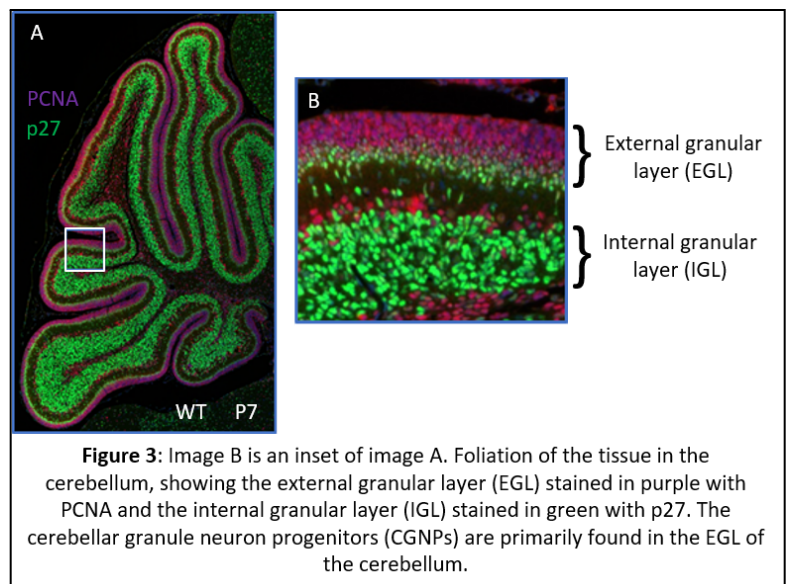 A
PCNA
p27
WT P7
B
External granular
layer (EGL)
Internal granular
layer (IGL)
Figure 3: Image B is an inset of image A. Foliation of the tissue in the
cerebellum, showing the external granular layer (EGL) stained in purple with
PCNA and the internal granular layer (IGL) stained in green with p27. The
cerebellar granule neuron progenitors (CGNPs) are primarily found in the EGL of
the cerebellum.